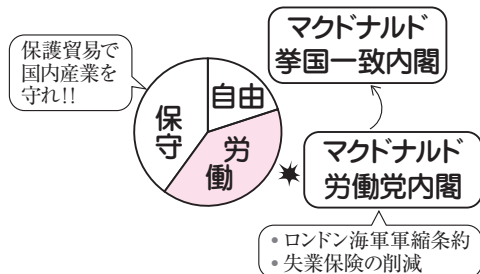 保護貿易で
国内産業を
守れ!!
保守
自由
労働
マクドナルド
挙国一致内閣
マクドナルド
労働党内閣
• ロンドン海軍軍縮条約
• 失業保険の削減